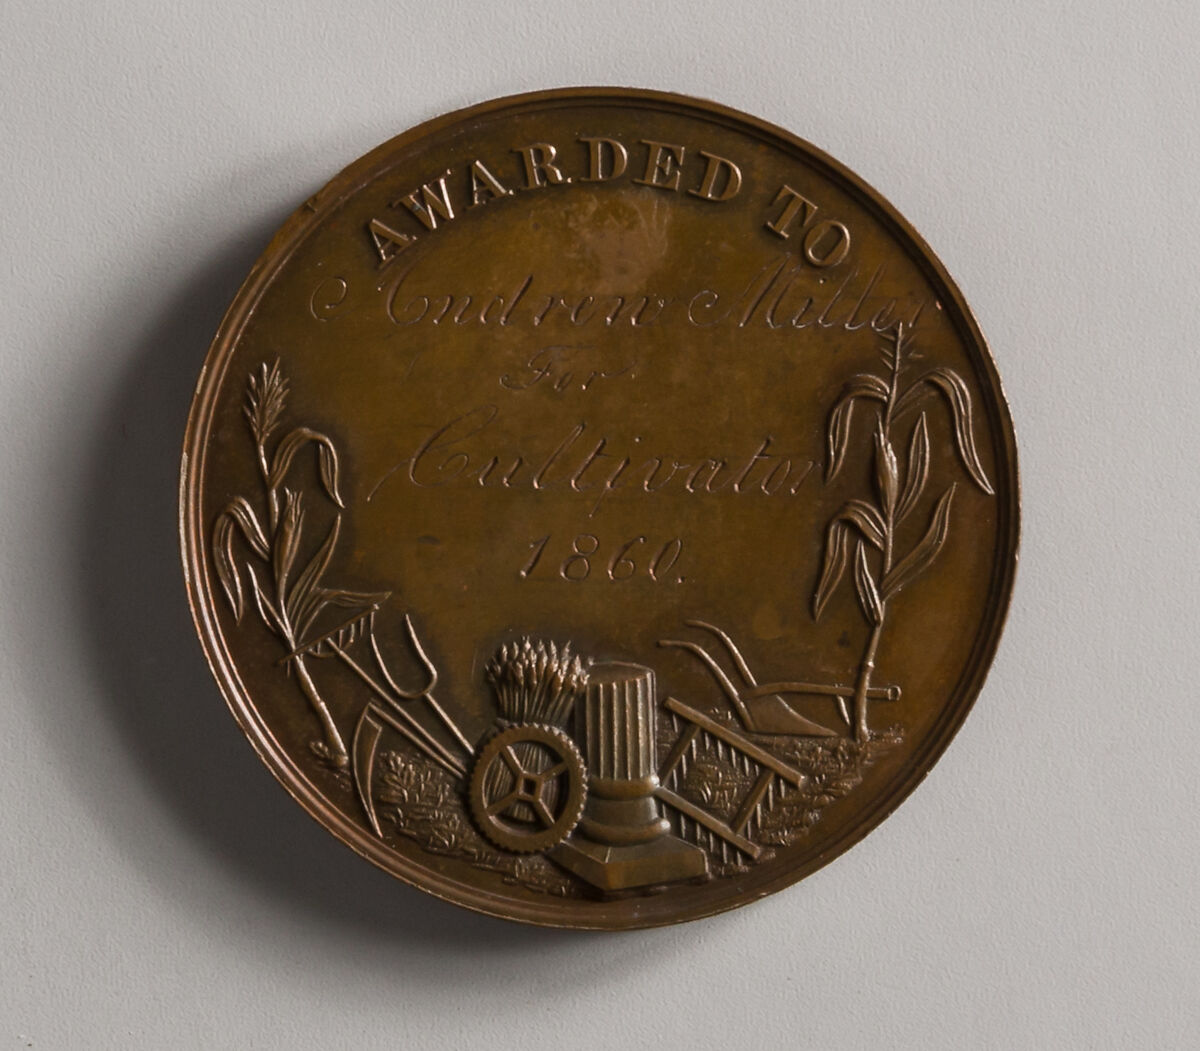 AWARDED TO
Andrew Miller
For
Cultivator
1860.